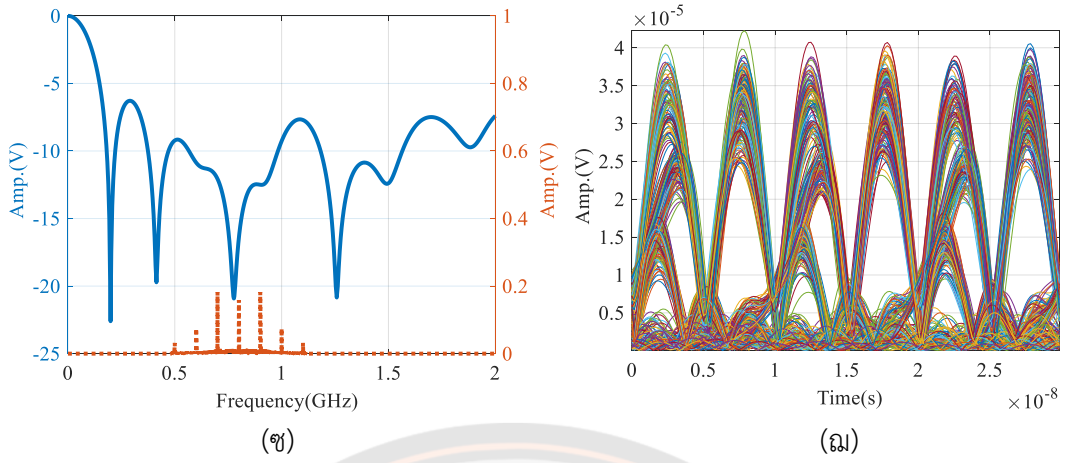 0
-5
-10
-15
-20
-25
Amp.(V)
1
0.8
0.6
0.4
0.2
0
Amp.(V)
0 0.5 1 1.5 2
Frequency(GHz)
(ซ)
×10⁻⁵
4
3.5
3
2.5
2
1.5
1
0.5
Amp.(V)
0 0.5 1 1.5 2 2.5
Time(s)
×10⁻⁸
(ฌ)